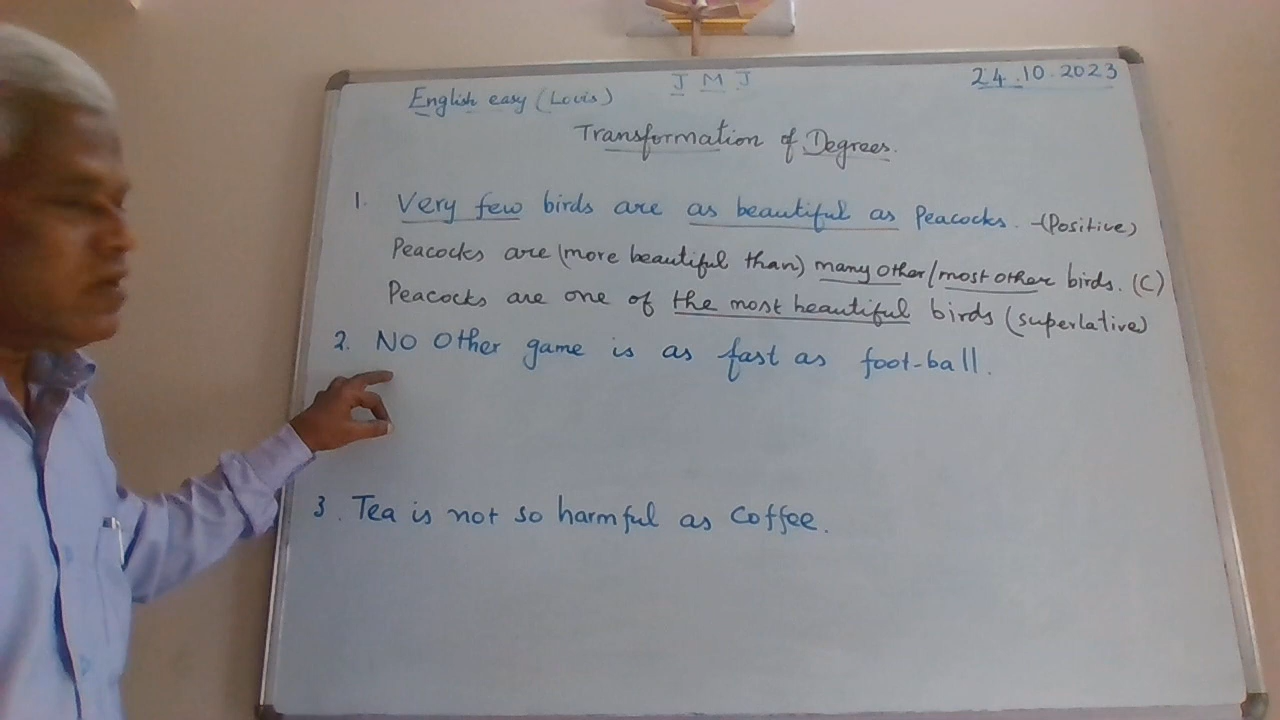 J M J
24.10.2023
English easy (Louis)
Transformation of Degrees.
1. Very few birds are as beautiful as Peacocks. -(Positive)
Peacocks are (more beautiful than) many other/most other birds. (C)
Peacocks are one of the most beautiful birds (superlative)
2. NO Other game is as fast as foot-ball.
3. Tea is not so harmful as Coffee.